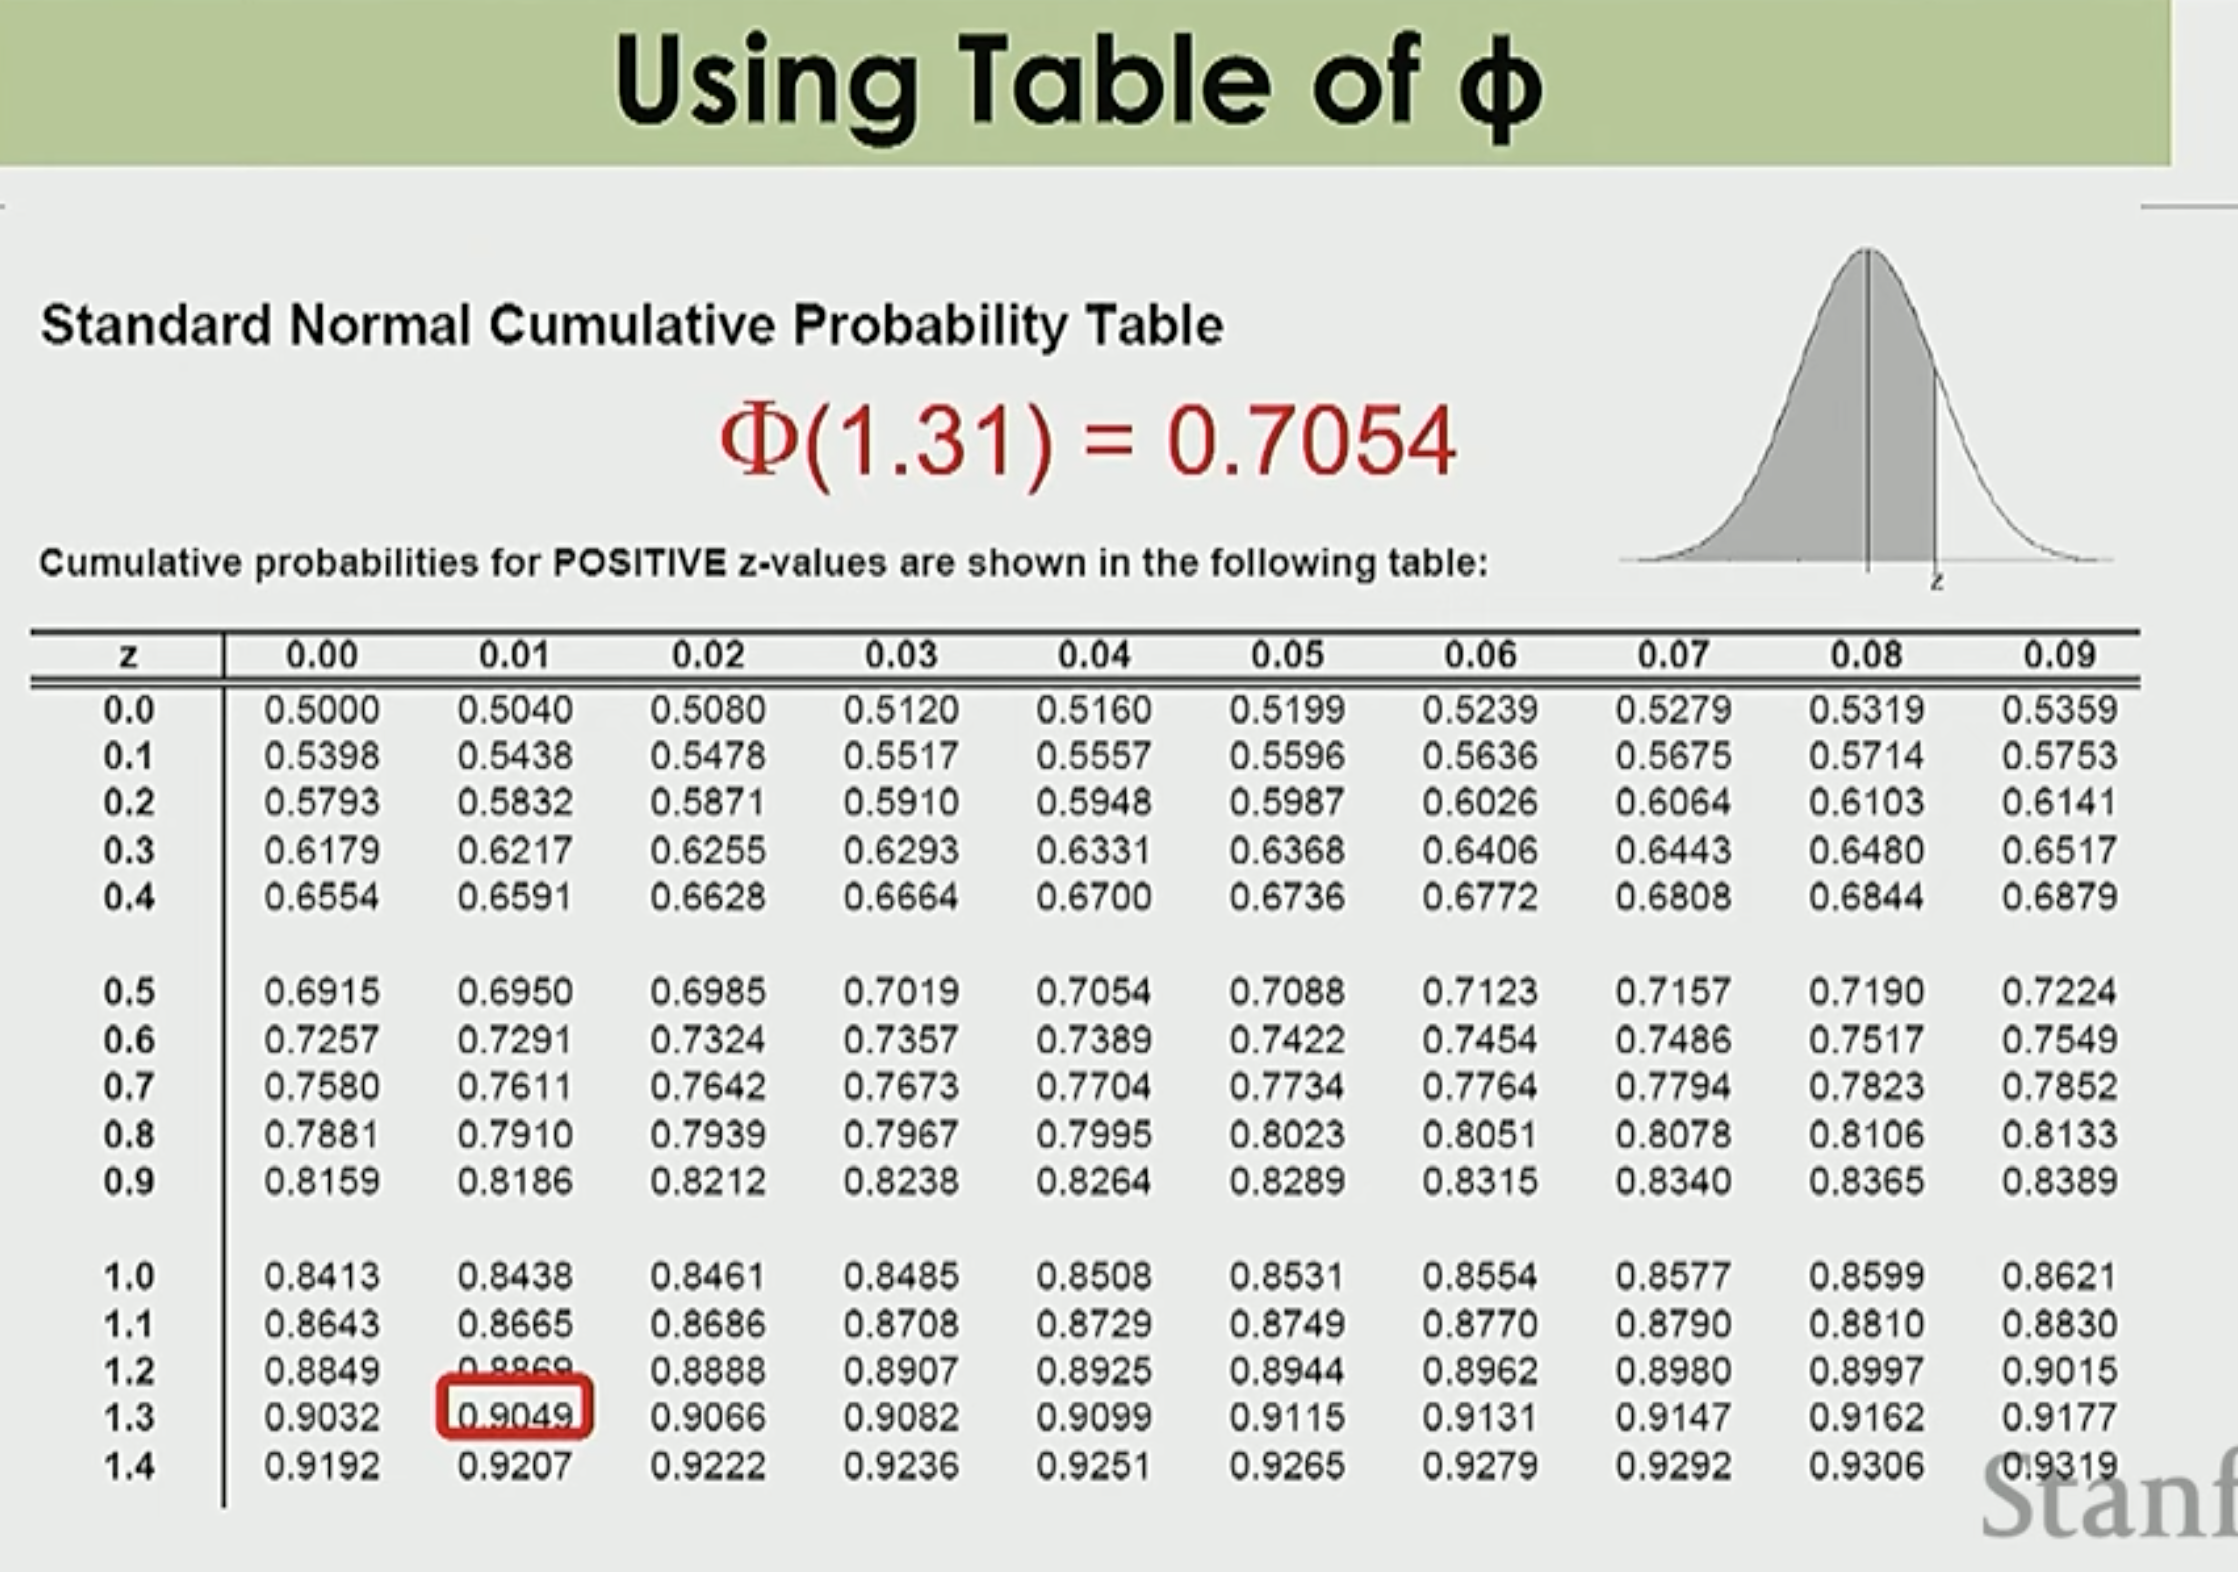 Using Table of ϕ
Standard Normal Cumulative Probability Table
Φ(1.31) = 0.7054
Cumulative probabilities for POSITIVE z-values are shown in the following table:
z
z 0.00 0.01 0.02 0.03 0.04 0.05 0.06 0.07 0.08 0.09
0.0 0.5000 0.5040 0.5080 0.5120 0.5160 0.5199 0.5239 0.5279 0.5319 0.5359
0.1 0.5398 0.5438 0.5478 0.5517 0.5557 0.5596 0.5636 0.5675 0.5714 0.5753
0.2 0.5793 0.5832 0.5871 0.5910 0.5948 0.5987 0.6026 0.6064 0.6103 0.6141
0.3 0.6179 0.6217 0.6255 0.6293 0.6331 0.6368 0.6406 0.6443 0.6480 0.6517
0.4 0.6554 0.6591 0.6628 0.6664 0.6700 0.6736 0.6772 0.6808 0.6844 0.6879
0.5 0.6915 0.6950 0.6985 0.7019 0.7054 0.7088 0.7123 0.7157 0.7190 0.7224
0.6 0.7257 0.7291 0.7324 0.7357 0.7389 0.7422 0.7454 0.7486 0.7517 0.7549
0.7 0.7580 0.7611 0.7642 0.7673 0.7704 0.7734 0.7764 0.7794 0.7823 0.7852
0.8 0.7881 0.7910 0.7939 0.7967 0.7995 0.8023 0.8051 0.8078 0.8106 0.8133
0.9 0.8159 0.8186 0.8212 0.8238 0.8264 0.8289 0.8315 0.8340 0.8365 0.8389
1.0 0.8413 0.8438 0.8461 0.8485 0.8508 0.8531 0.8554 0.8577 0.8599 0.8621
1.1 0.8643 0.8665 0.8686 0.8708 0.8729 0.8749 0.8770 0.8790 0.8810 0.8830
1.2 0.8849 0.8869 0.8888 0.8907 0.8925 0.8944 0.8962 0.8980 0.8997 0.9015
1.3 0.9032 0.9049 0.9066 0.9082 0.9099 0.9115 0.9131 0.9147 0.9162 0.9177
1.4 0.9192 0.9207 0.9222 0.9236 0.9251 0.9265 0.9279 0.9292 0.9306 0.9319
Stanf